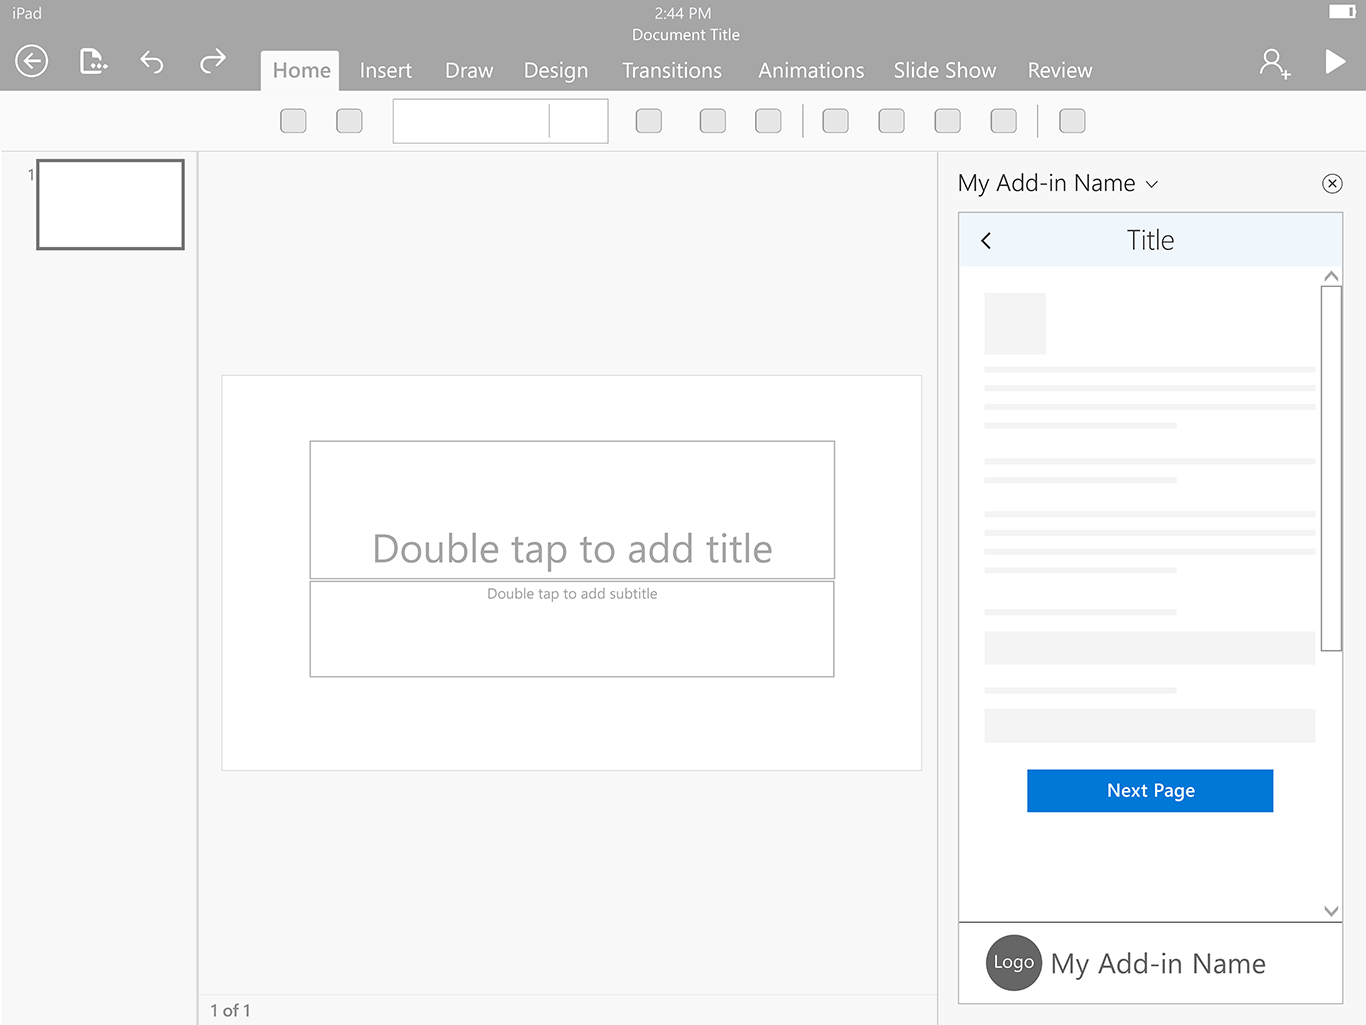 iPad
2:44 PM
Document Title
Home Insert Draw Design Transitions Animations Slide Show Review
1
My Add-in Name
Title
Double tap to add title
Double tap to add subtitle
Next Page
Logo My Add-in Name
1 of 1